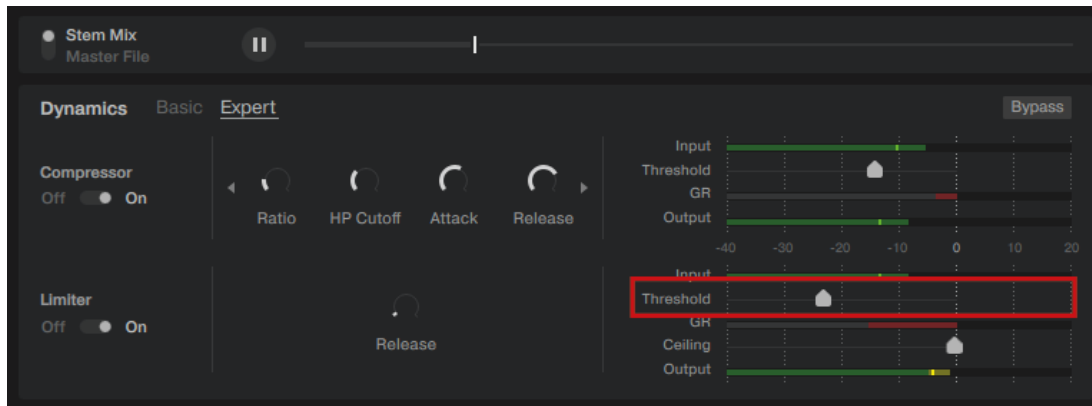 Stem Mix
Master File
Dynamics Basic Expert Bypass
Compressor
Off On
Ratio HP Cutoff Attack Release
Input
Threshold
GR
Output
-40 -30 -20 -10 0 10 20
Limiter
Off On
Release
Input
Threshold
GR
Ceiling
Output